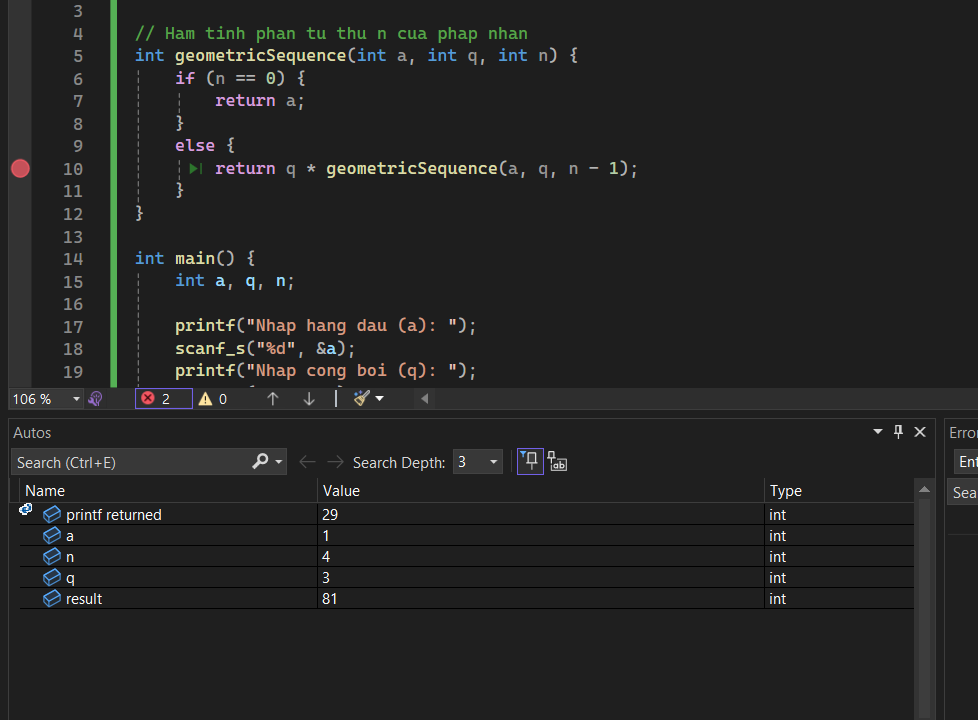 3
4 // Ham tinh phan tu thu n cua phap nhan
5 int geometricSequence(int a, int q, int n) {
6 if (n == 0) {
7 return a;
8 }
9 else {
10 return q * geometricSequence(a, q, n - 1);
11 }
12 }
13
14 int main() {
15 int a, q, n;
16
17 printf("Nhap hang dau (a): ");
18 scanf_s("%d", &a);
19 printf("Nhap cong boi (q): ");
106 % 2 0
Autos
Erro
Search (Ctrl+E) Search Depth: 3
Ent
Name Value Type
Sea
printf returned 29 int
a 1 int
n 4 int
q 3 int
result 81 int